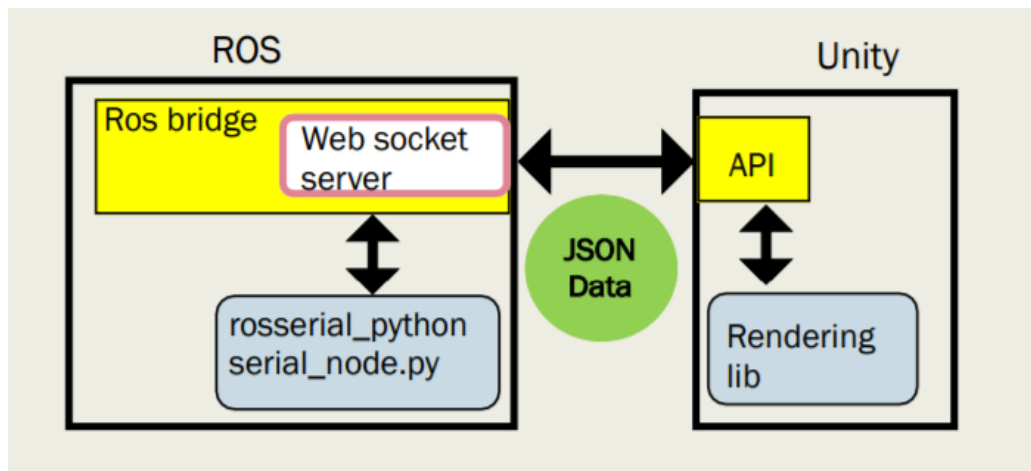 ROS
Unity
Ros bridge
Web socket
server
API
JSON
Data
rosserial_python
serial_node.py
Rendering
lib